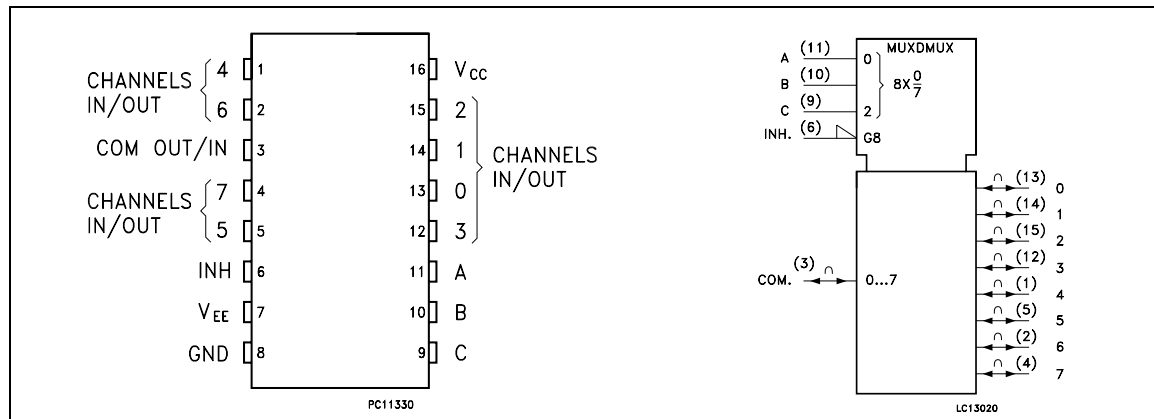 CHANNELS
IN/OUT
4 1
6 2
COM OUT/IN 3
CHANNELS
IN/OUT
7 4
5 5
INH 6
VEE 7
GND 8
16 VCC
15 2
14 1
13 0
12 3
CHANNELS
IN/OUT
11 A
10 B
9 C
PC11330
MUXDMUX
A (11) 0
B (10)
C (9) 2
8X 0/7
INH. (6) G8
COM. (3) ∩ 0...7
∩ (13) 0
∩ (14) 1
∩ (15) 2
∩ (12) 3
∩ (1) 4
∩ (5) 5
∩ (2) 6
∩ (4) 7
LC13020